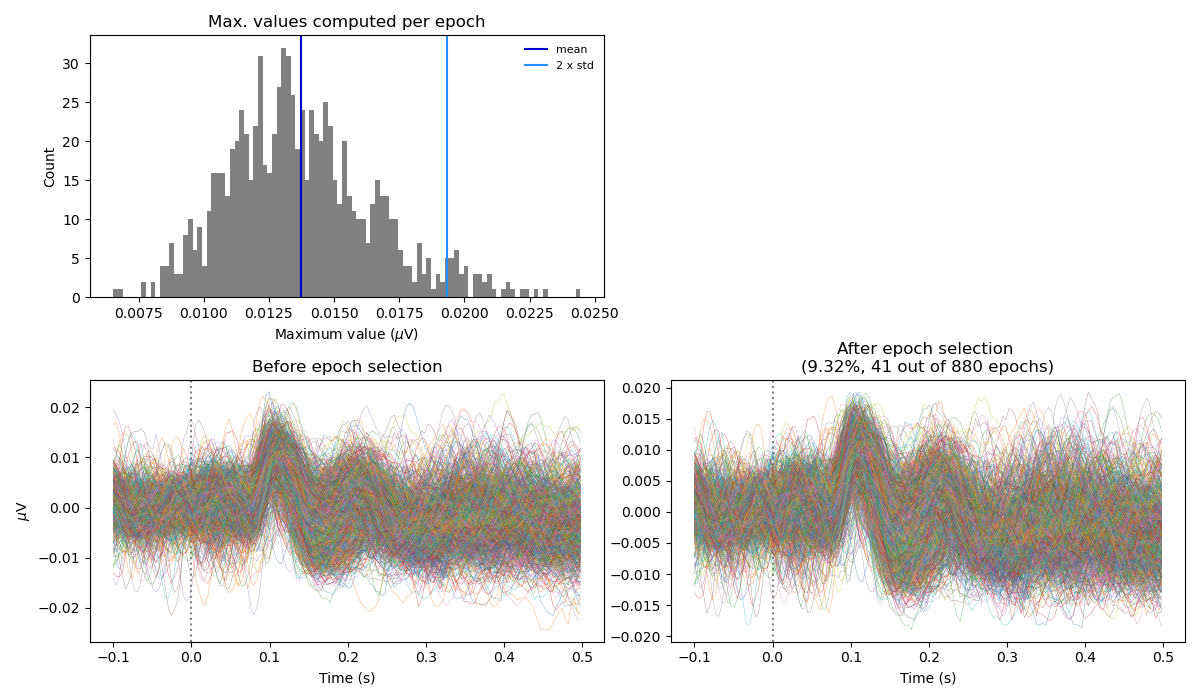 Max. values computed per epoch
mean
2 x std
Count
30
25
20
15
10
5
0
0.0075 0.0100 0.0125 0.0150 0.0175 0.0200 0.0225 0.0250
Maximum value (μV)
Before epoch selection
μV
0.02
0.01
0.00
−0.01
−0.02
−0.1 0.0 0.1 0.2 0.3 0.4 0.5
Time (s)
After epoch selection
(9.32%, 41 out of 880 epochs)
0.020
0.015
0.010
0.005
0.000
−0.005
−0.010
−0.015
−0.020
−0.1 0.0 0.1 0.2 0.3 0.4 0.5
Time (s)